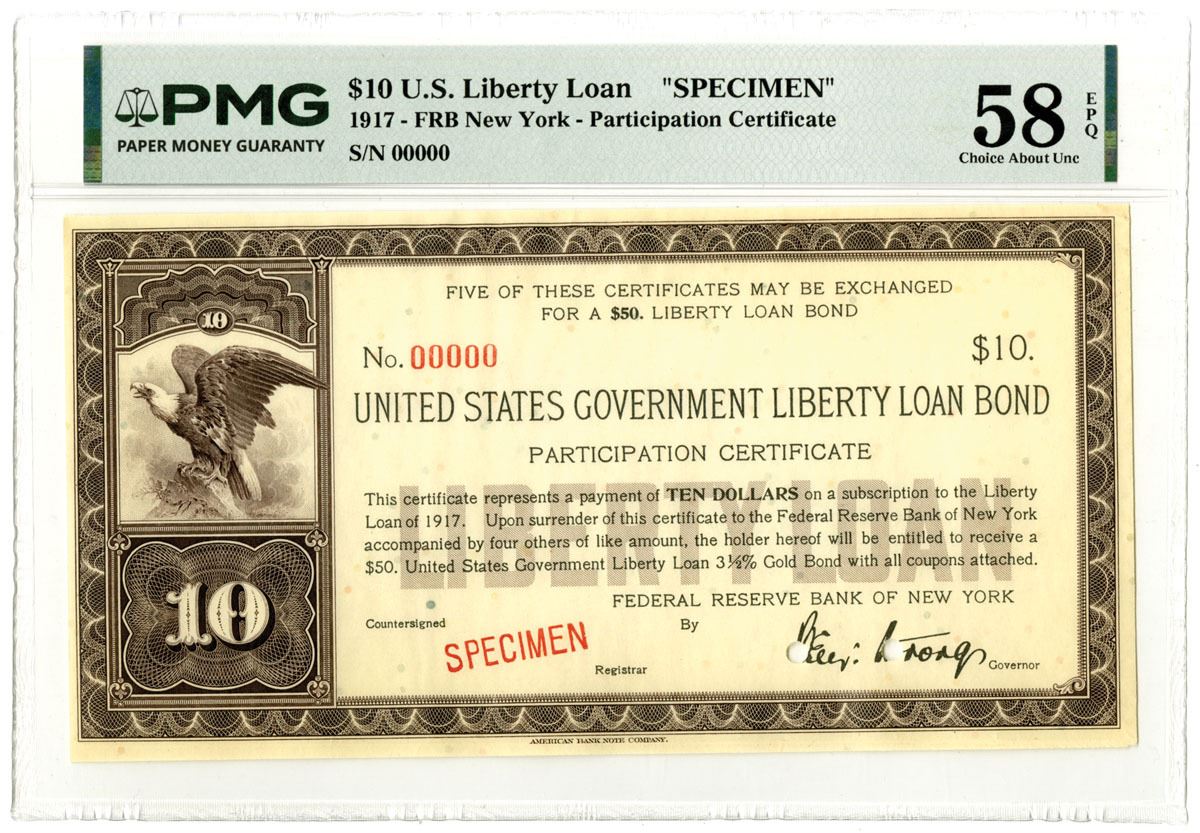 PMG
PAPER MONEY GUARANTY
$10 U.S. Liberty Loan "SPECIMEN"
1917 - FRB New York - Participation Certificate
S/N 00000
58
EPQ
Choice About Unc
FIVE OF THESE CERTIFICATES MAY BE EXCHANGED
FOR A $50. LIBERTY LOAN BOND
10
No. 00000
$10.
UNITED STATES GOVERNMENT LIBERTY LOAN BOND
PARTICIPATION CERTIFICATE
LIBERTY LOAN
This certificate represents a payment of TEN DOLLARS on a subscription to the Liberty
Loan of 1917. Upon surrender of this certificate to the Federal Reserve Bank of New York
accompanied by four others of like amount, the holder hereof will be entitled to receive a
$50. United States Government Liberty Loan 3½% Gold Bond with all coupons attached.
10
FEDERAL RESERVE BANK OF NEW YORK
Countersigned
By
SPECIMEN
Benj: Strong
Registrar
Governor
AMERICAN BANK NOTE COMPANY.